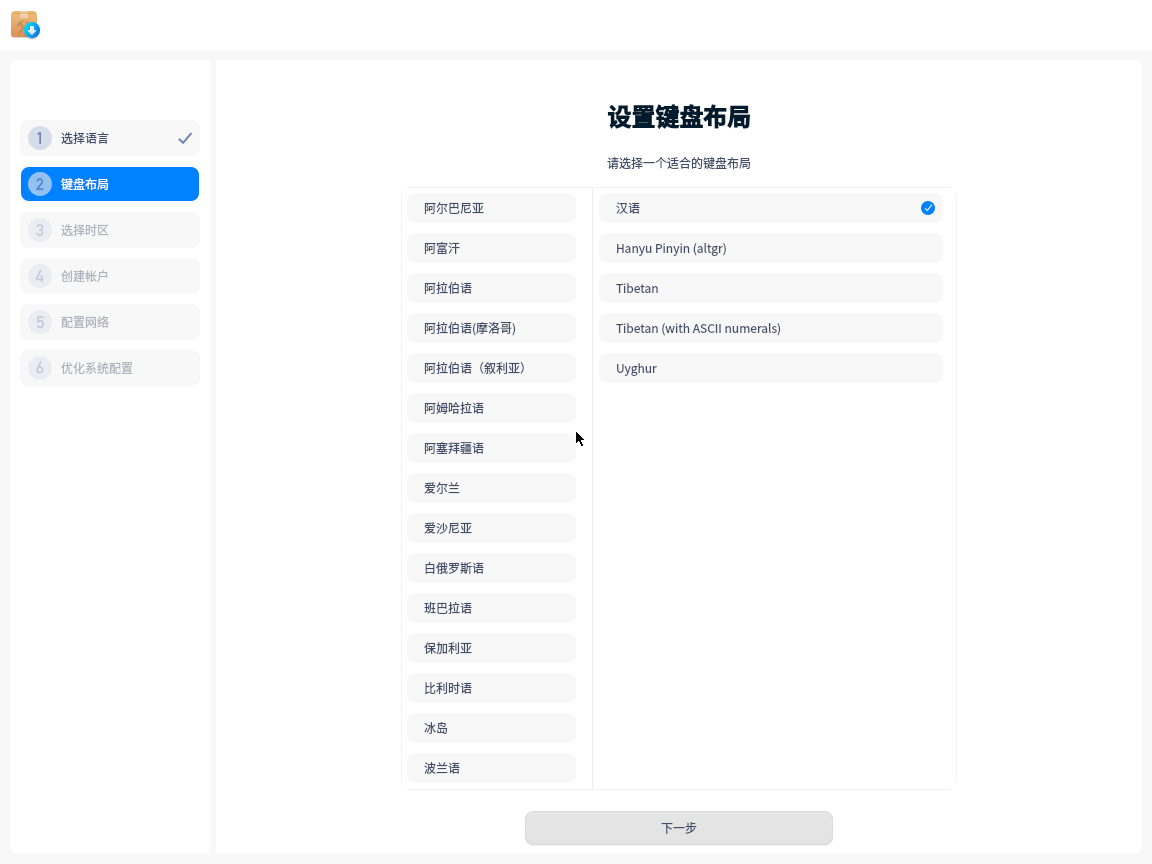 设置键盘布局
请选择一个适合的键盘布局
1 选择语言
2 键盘布局
3 选择时区
4 创建帐户
5 配置网络
6 优化系统配置
阿尔巴尼亚
阿富汗
阿拉伯语
阿拉伯语(摩洛哥)
阿拉伯语（叙利亚）
阿姆哈拉语
阿塞拜疆语
爱尔兰
爱沙尼亚
白俄罗斯语
班巴拉语
保加利亚
比利时语
冰岛
波兰语
汉语
Hanyu Pinyin (altgr)
Tibetan
Tibetan (with ASCII numerals)
Uyghur
下一步